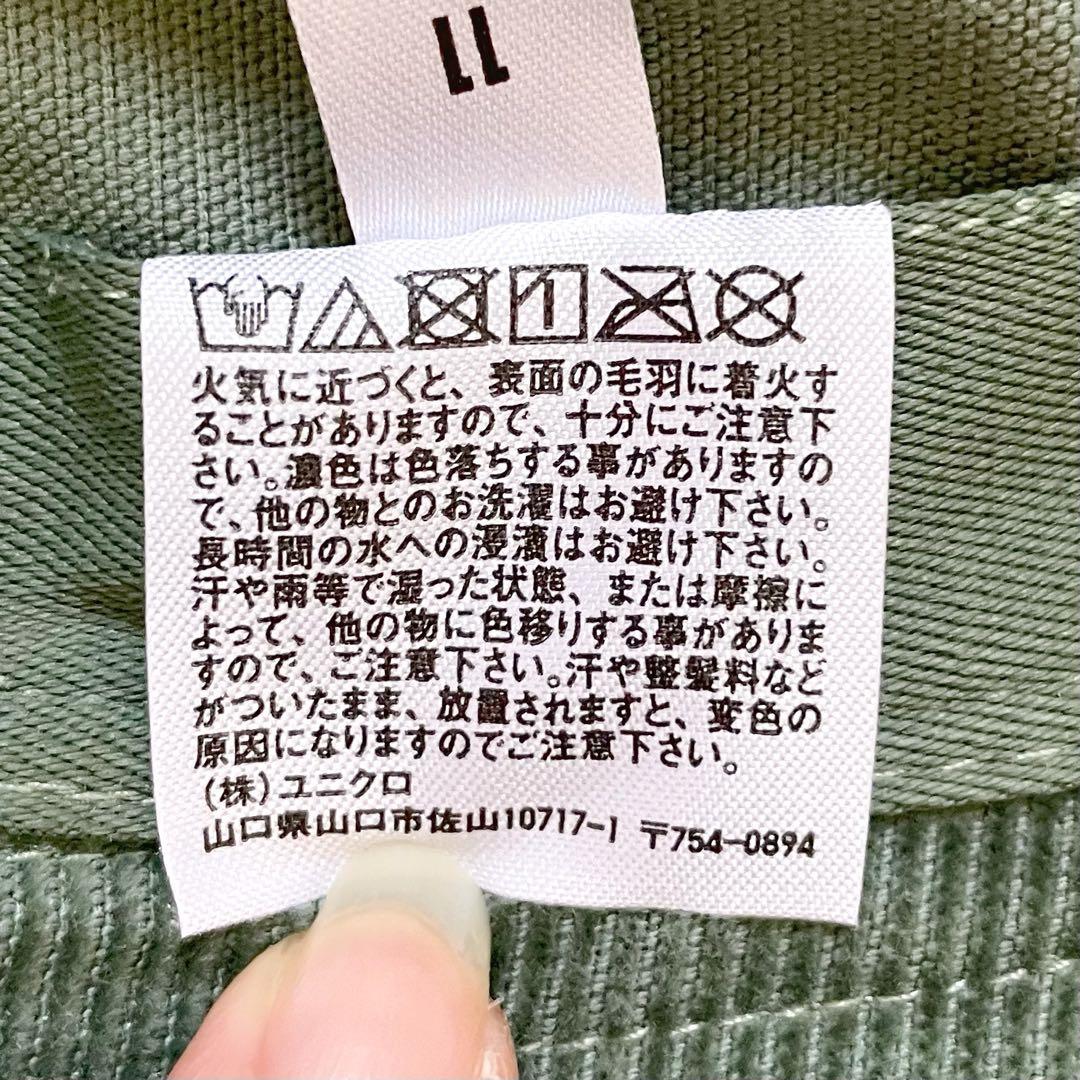 11
火気に近づくと、表面の毛羽に着火す
ることがありますので、十分にご注意下
さい。濃色は色落ちする事がありますの
で、他の物とのお洗濯はお避け下さい。
長時間の水への浸漬はお避け下さい。
汗や雨等で湿った状態、または摩擦に
よって、他の物に色移りする事がありま
すので、ご注意下さい。汗や整髪料など
がついたまま、放置されますと、変色の
原因になりますのでご注意下さい。
(株)ユニクロ
山口県山口市佐山10717-1 〒754-0894